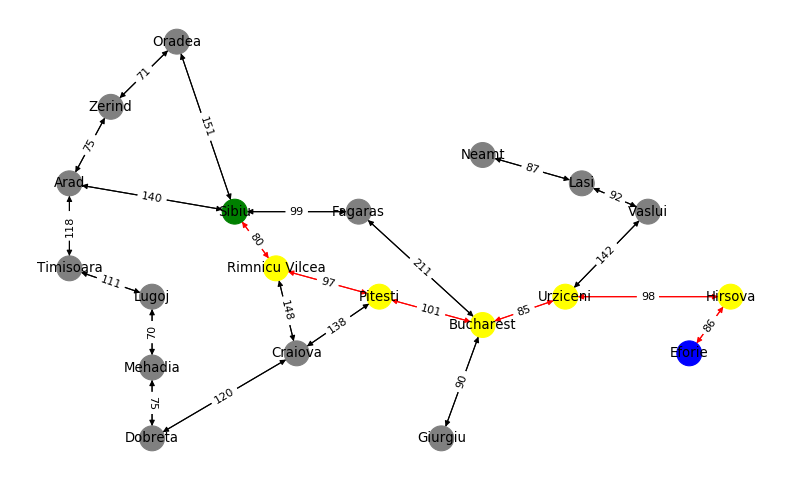 Oradea
71
Zerind
151
75
Neamt
87
Arad
Lasi
140
92
Sibiu
99
Fagaras
Vaslui
118
80
142
Timisoara
Rimnicu Vilcea
211
111
97
Lugoj
Pitesti
Urziceni
98
Hirsova
148
101
85
Bucharest
86
70
138
Craiova
Eforie
Mehadia
90
120
75
Dobreta
Giurgiu